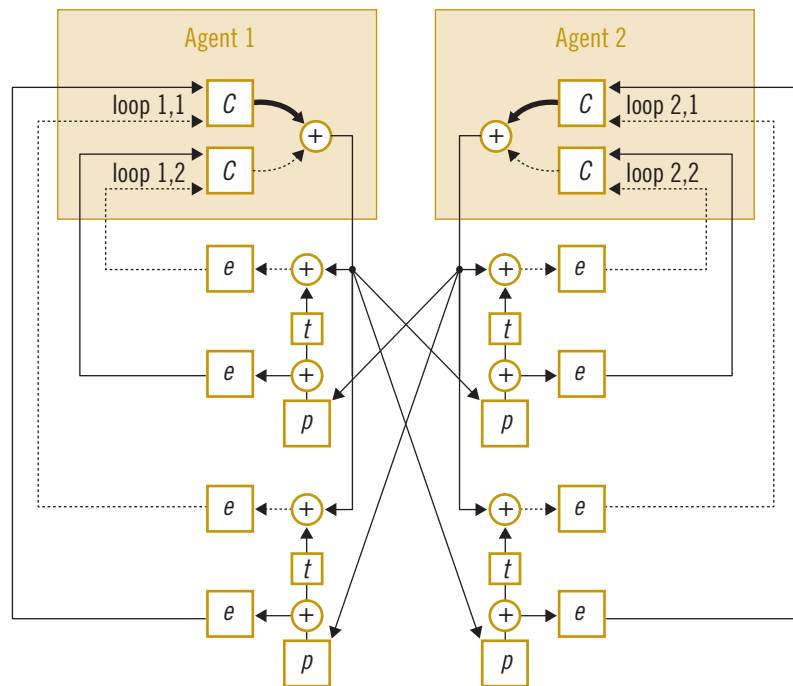 Agent 1
Agent 2
loop 1,1
C
+
C
loop 2,1
+
loop 1,2
C
C
loop 2,2
e
+
+
e
t
t
e
+
+
e
p
p
e
+
+
e
t
t
e
+
+
e
p
p